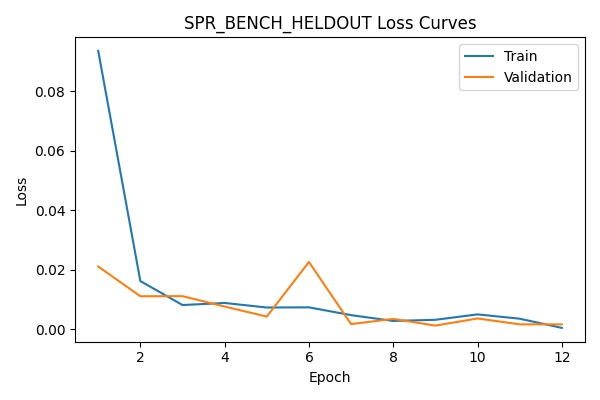 SPR_BENCH_HELDOUT Loss Curves
Train
Validation
0.08
0.06
0.04
0.02
0.00
Loss
2
4
6
8
10
12
Epoch